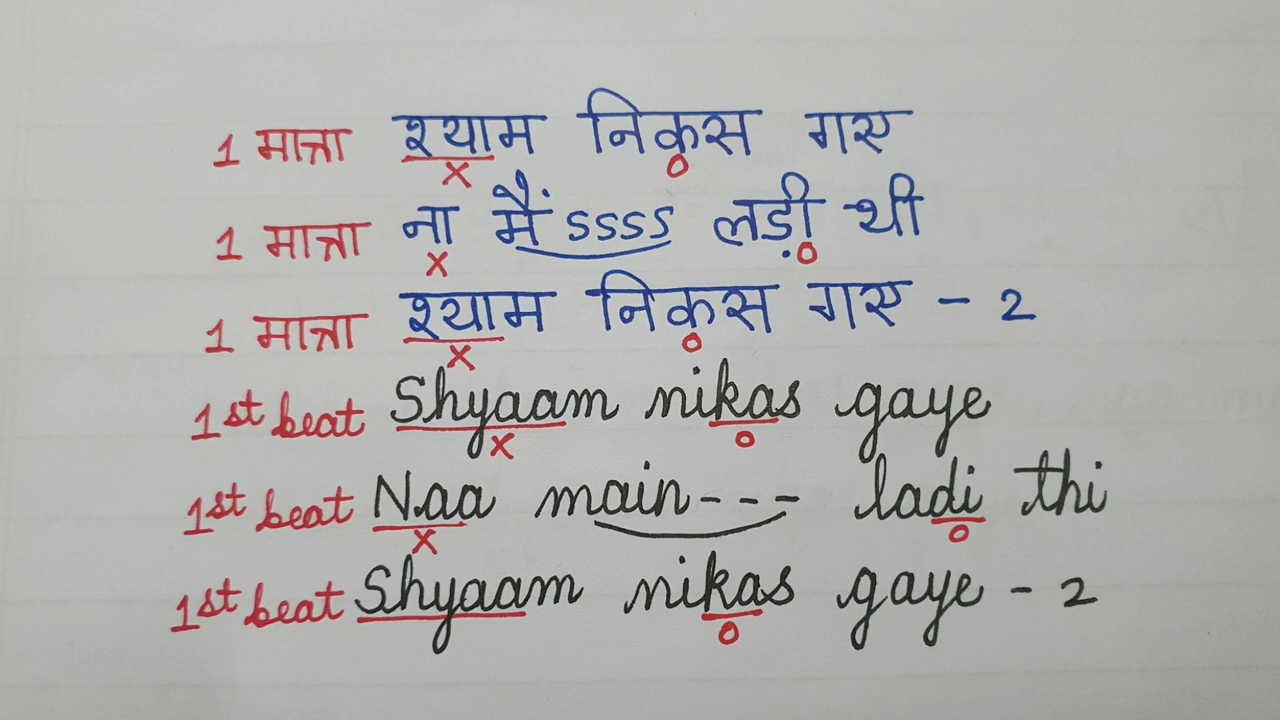 1 मात्रा श्याम निकस गए
x o
1 मात्रा ना मैं ऽऽऽऽ लड़ी थी
x o
1 मात्रा श्याम निकस गए - 2
x o
1st beat Shyaam nikas gaye
x o
1st beat Naa main - - - ladi thi
x o
1st beat Shyaam nikas gaye - 2
o